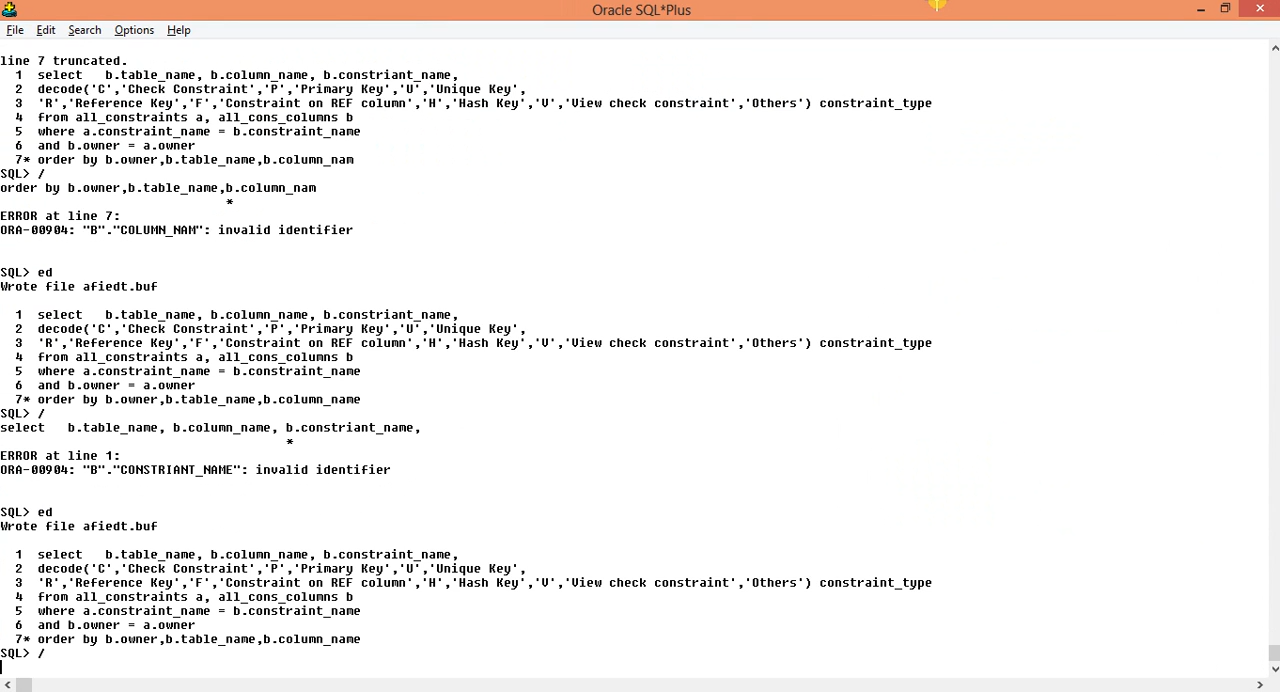 Oracle SQL*Plus
File Edit Search Options Help
line 7 truncated.
1 select b.table_name, b.column_name, b.constriant_name,
2 decode('C','Check Constraint','P','Primary Key','U','Unique Key',
3 'R','Reference Key','F','Constraint on REF column','H','Hash Key','V','View check constraint','Others') constraint_type
4 from all_constraints a, all_cons_columns b
5 where a.constraint_name = b.constraint_name
6 and b.owner = a.owner
7* order by b.owner,b.table_name,b.column_nam
SQL> /
order by b.owner,b.table_name,b.column_nam
*
ERROR at line 7:
ORA-00904: "B"."COLUMN_NAM": invalid identifier
SQL> ed
Wrote file afiedt.buf
1 select b.table_name, b.column_name, b.constriant_name,
2 decode('C','Check Constraint','P','Primary Key','U','Unique Key',
3 'R','Reference Key','F','Constraint on REF column','H','Hash Key','V','View check constraint','Others') constraint_type
4 from all_constraints a, all_cons_columns b
5 where a.constraint_name = b.constraint_name
6 and b.owner = a.owner
7* order by b.owner,b.table_name,b.column_name
SQL> /
select b.table_name, b.column_name, b.constriant_name,
*
ERROR at line 1:
ORA-00904: "B"."CONSTRIANT_NAME": invalid identifier
SQL> ed
Wrote file afiedt.buf
1 select b.table_name, b.column_name, b.constraint_name,
2 decode('C','Check Constraint','P','Primary Key','U','Unique Key',
3 'R','Reference Key','F','Constraint on REF column','H','Hash Key','V','View check constraint','Others') constraint_type
4 from all_constraints a, all_cons_columns b
5 where a.constraint_name = b.constraint_name
6 and b.owner = a.owner
7* order by b.owner,b.table_name,b.column_name
SQL> /